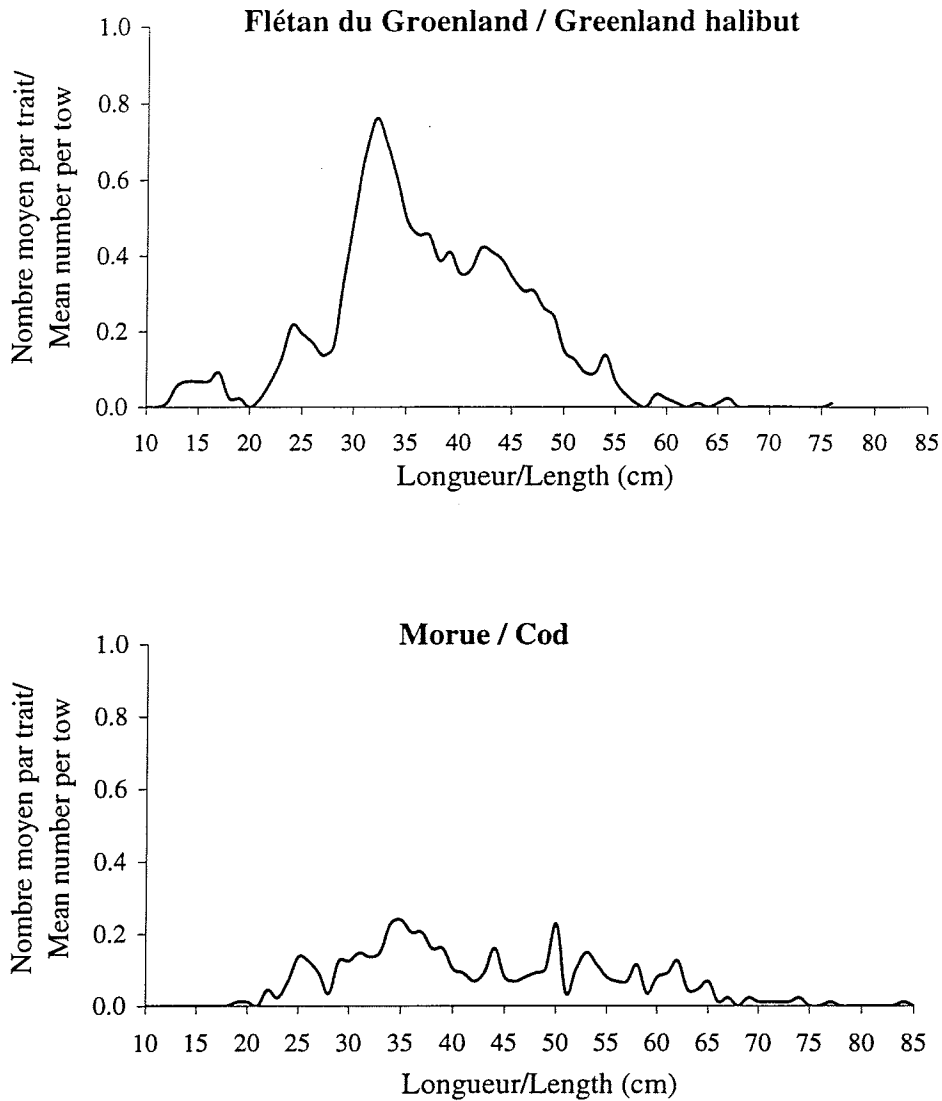 Flétan du Groenland / Greenland halibut
Nombre moyen par trait/
Mean number per tow
1.0
0.8
0.6
0.4
0.2
0.0
10 15 20 25 30 35 40 45 50 55 60 65 70 75 80 85
Longueur/Length (cm)
Morue / Cod
Nombre moyen par trait/
Mean number per tow
1.0
0.8
0.6
0.4
0.2
0.0
10 15 20 25 30 35 40 45 50 55 60 65 70 75 80 85
Longueur/Length (cm)